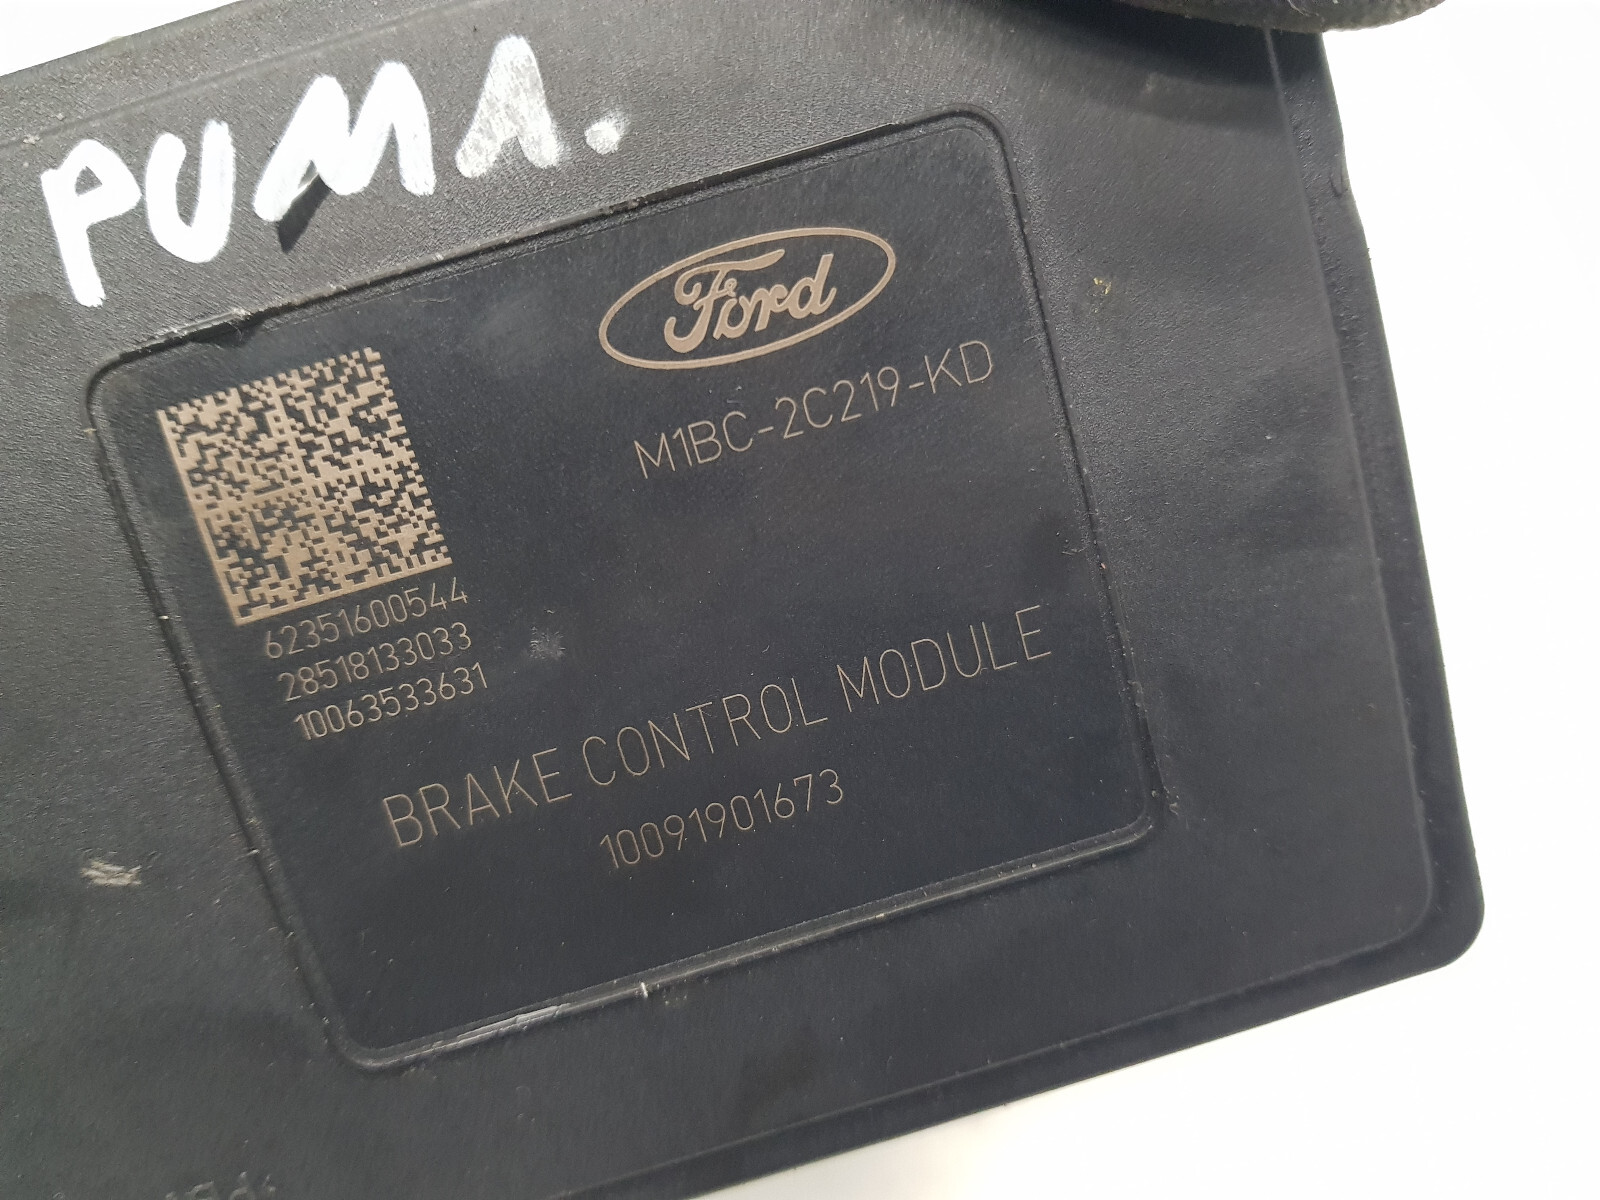 PUMA.
Ford
M1BC-2C219-KD
62351600544
28518133033
10063533631
BRAKE CONTROL MODULE
10091901673